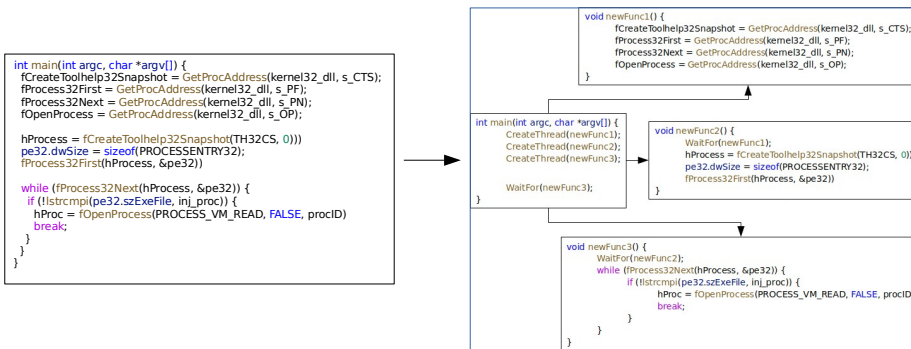 int main(int argc, char *argv[]) {
fCreateToolhelp32Snapshot = GetProcAddress(kernel32_dll, s_CTS);
fProcess32First = GetProcAddress(kernel32_dll, s_PF);
fProcess32Next = GetProcAddress(kernel32_dll, s_PN);
fOpenProcess = GetProcAddress(kernel32_dll, s_OP);
hProcess = fCreateToolhelp32Snapshot(TH32CS, 0)))
pe32.dwSize = sizeof(PROCESSENTRY32);
fProcess32First(hProcess, &pe32))
while (fProcess32Next(hProcess, &pe32)) {
if (!lstrcmpi(pe32.szExeFile, inj_proc)) {
hProc = fOpenProcess(PROCESS_VM_READ, FALSE, procID)
break;
}
}
}
void newFunc1() {
fCreateToolhelp32Snapshot = GetProcAddress(kernel32_dll, s_CTS);
fProcess32First = GetProcAddress(kernel32_dll, s_PF);
fProcess32Next = GetProcAddress(kernel32_dll, s_PN);
fOpenProcess = GetProcAddress(kernel32_dll, s_OP);
}
int main(int argc, char *argv[]) {
CreateThread(newFunc1);
CreateThread(newFunc2);
CreateThread(newFunc3);
WaitFor(newFunc3);
}
void newFunc2() {
WaitFor(newFunc1);
hProcess = fCreateToolhelp32Snapshot(TH32CS, 0)
pe32.dwSize = sizeof(PROCESSENTRY32);
fProcess32First(hProcess, &pe32))
}
void newFunc3() {
WaitFor(newFunc2);
while (fProcess32Next(hProcess, &pe32)) {
if (!lstrcmpi(pe32.szExeFile, inj_proc)) {
hProc = fOpenProcess(PROCESS_VM_READ, FALSE, procID
break;
}
}
}